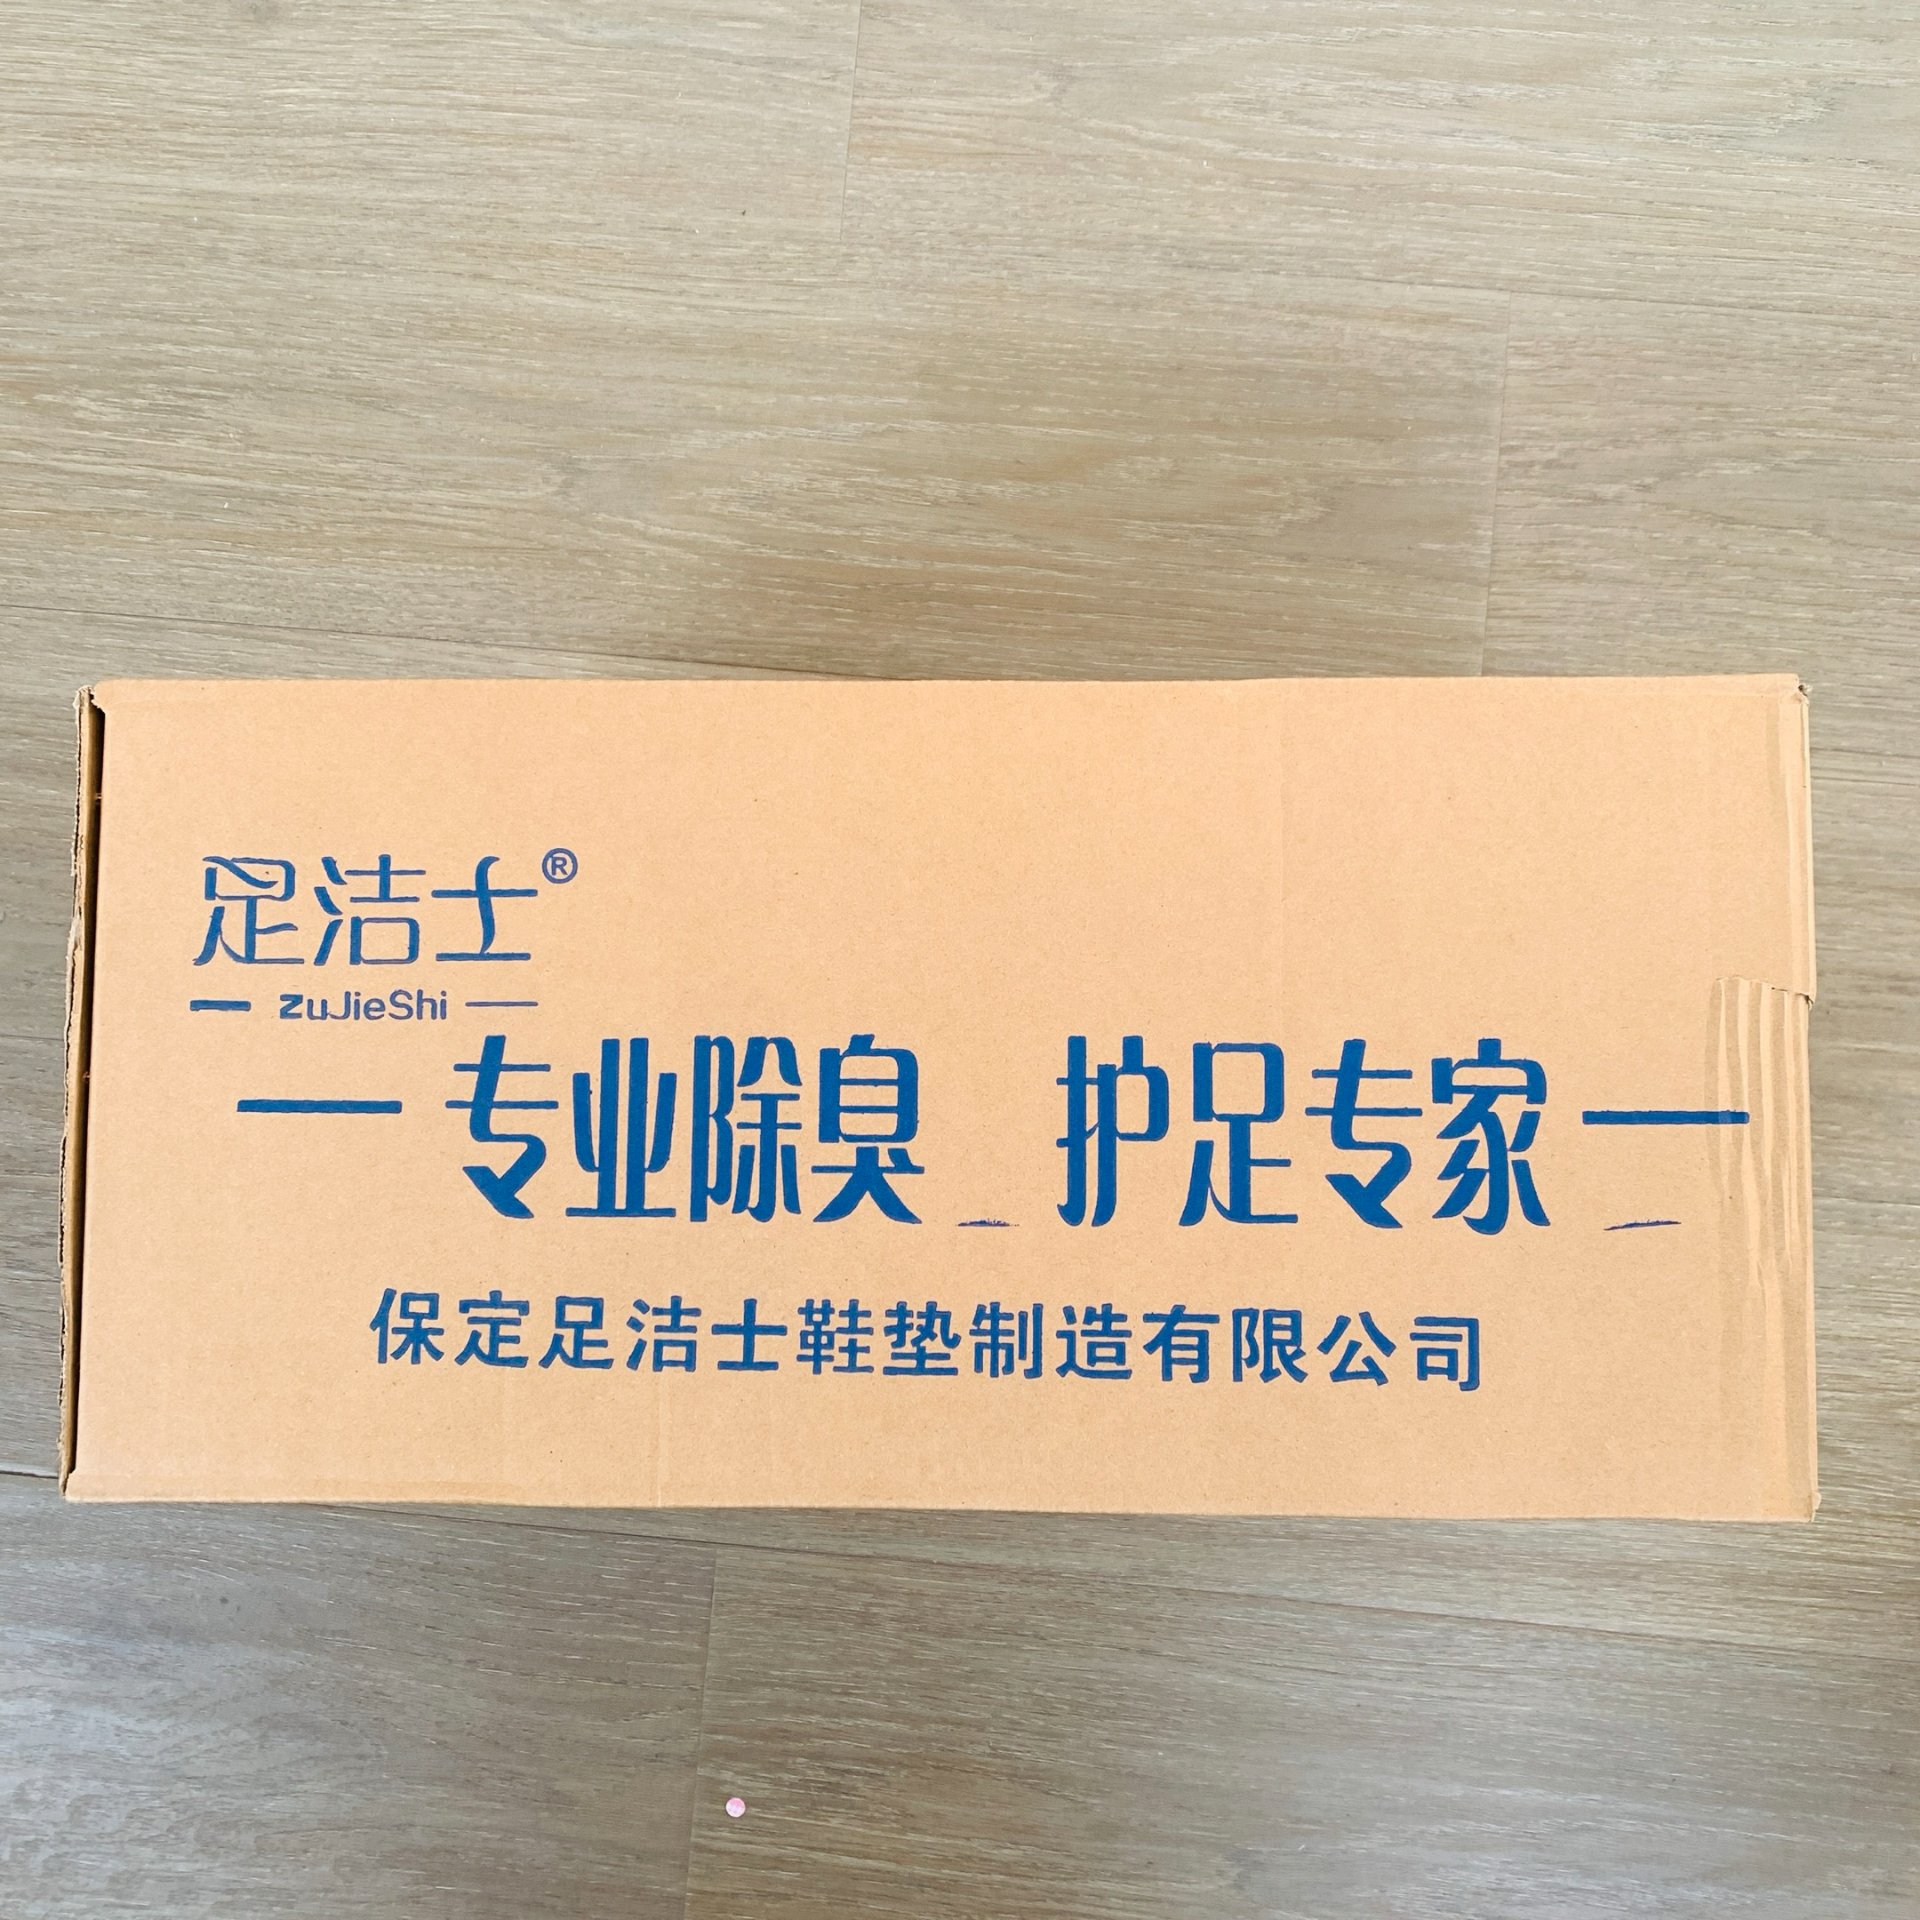 足洁士®
— ZuJieShi —
— 专业除臭 护足专家 —
保定足洁士鞋垫制造有限公司